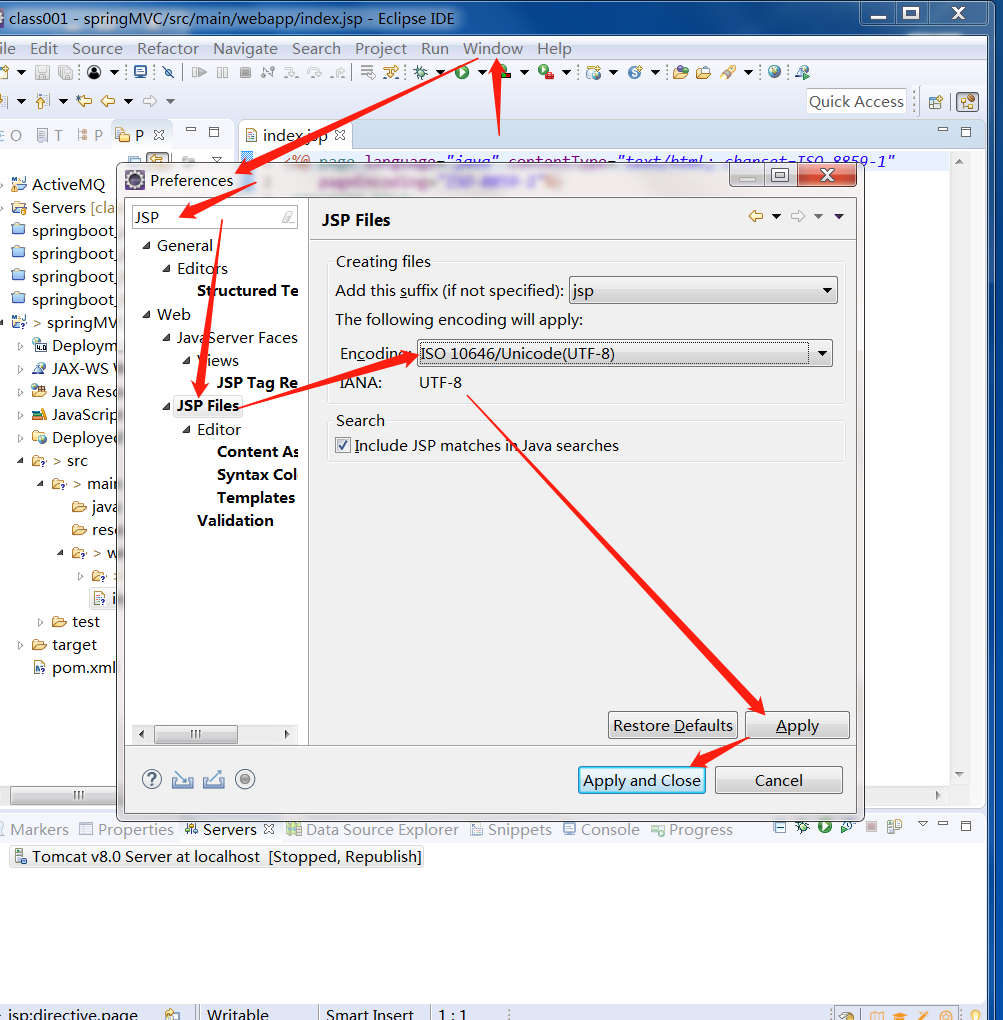 class001 - springMVC/src/main/webapp/index.jsp - Eclipse IDE
ile Edit Source Refactor Navigate Search Project Run Window Help
Quick Access
O T P P
index.jsp
<%@ page language="java" contentType="text/html; charset=ISO-8859-1"
pageEncoding="ISO-8859-1"%>
ActiveMQ
Servers [cla
springboot_
springboot_
springboot_
springboot_
> springMV
Deploym
JAX-WS
Java Reso
JavaScrip
Deployed
> src
> main
java
reso
> w
test
target
pom.xml
Preferences
JSP
General
Editors
Structured Te
Web
JavaServer Faces
Views
JSP Tag Re
JSP Files
Editor
Content As
Syntax Col
Templates
Validation
JSP Files
Creating files
Add this suffix (if not specified): jsp
The following encoding will apply:
Encoding: ISO 10646/Unicode(UTF-8)
IANA: UTF-8
Search
Include JSP matches in Java searches
Restore Defaults Apply
Apply and Close Cancel
Markers Properties Servers Data Source Explorer Snippets Console Progress
Tomcat v8.0 Server at localhost [Stopped, Republish]
jsp:directive.page Writable Smart Insert 1 : 1